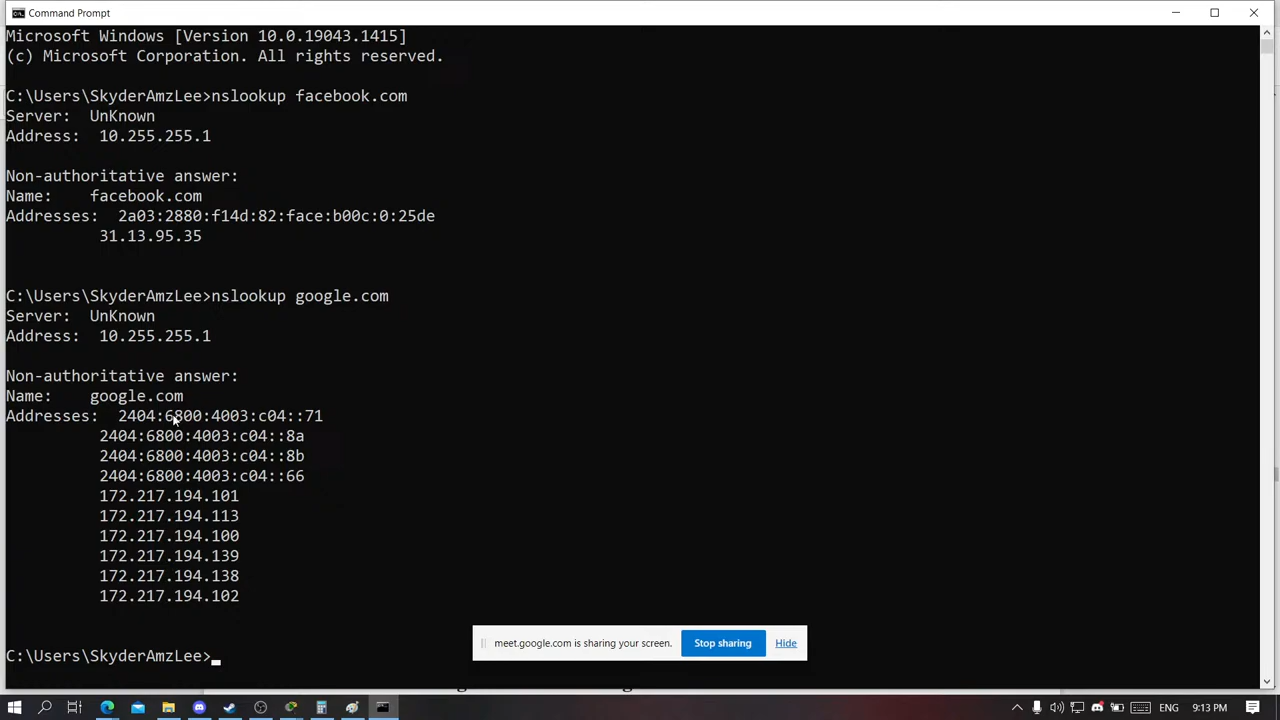 Command Prompt
Microsoft Windows [Version 10.0.19043.1415]
(c) Microsoft Corporation. All rights reserved.
C:\Users\SkyderAmzLee>nslookup facebook.com
Server:  UnKnown
Address:  10.255.255.1
Non-authoritative answer:
Name:    facebook.com
Addresses:  2a03:2880:f14d:82:face:b00c:0:25de
31.13.95.35
C:\Users\SkyderAmzLee>nslookup google.com
Server:  UnKnown
Address:  10.255.255.1
Non-authoritative answer:
Name:    google.com
Addresses:  2404:6800:4003:c04::71
2404:6800:4003:c04::8a
2404:6800:4003:c04::8b
2404:6800:4003:c04::66
172.217.194.101
172.217.194.113
172.217.194.100
172.217.194.139
172.217.194.138
172.217.194.102
meet.google.com is sharing your screen. Stop sharing Hide
C:\Users\SkyderAmzLee>
ENG 9:13 PM